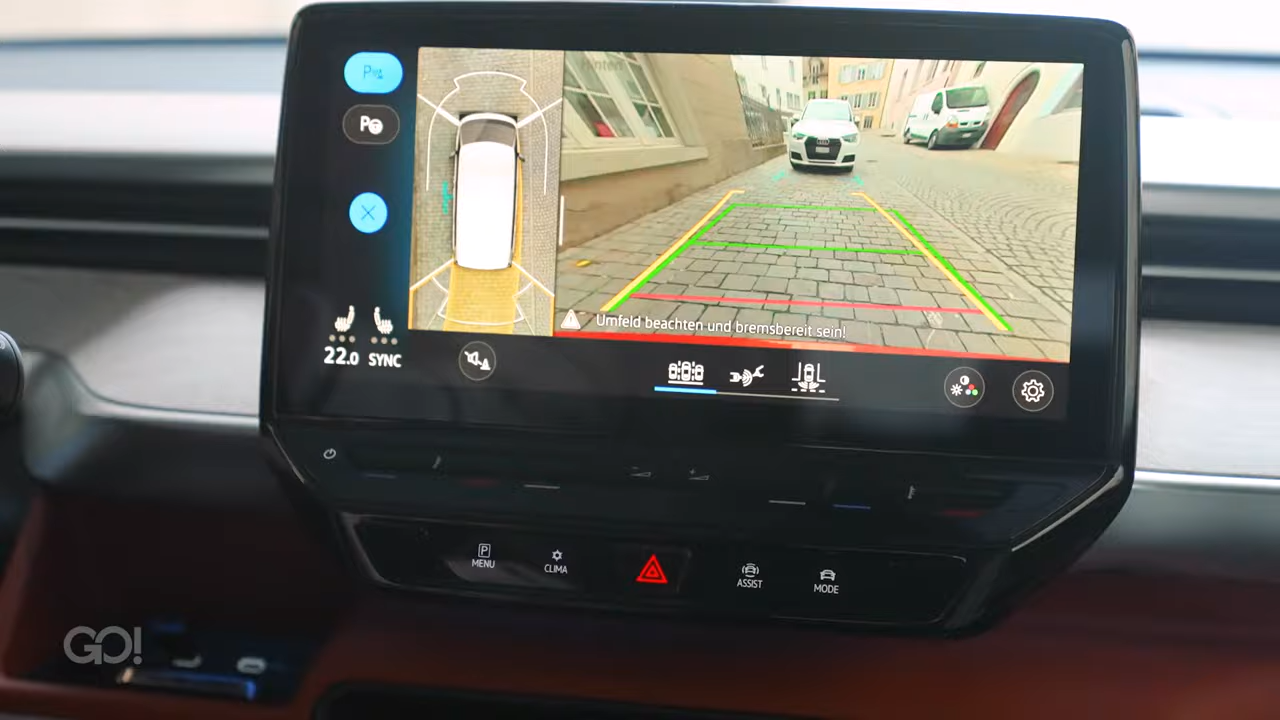 P
Umfeld beachten und bremsbereit sein!
22.0 SYNC
P
MENU
CLIMA
ASSIST
MODE
GO!